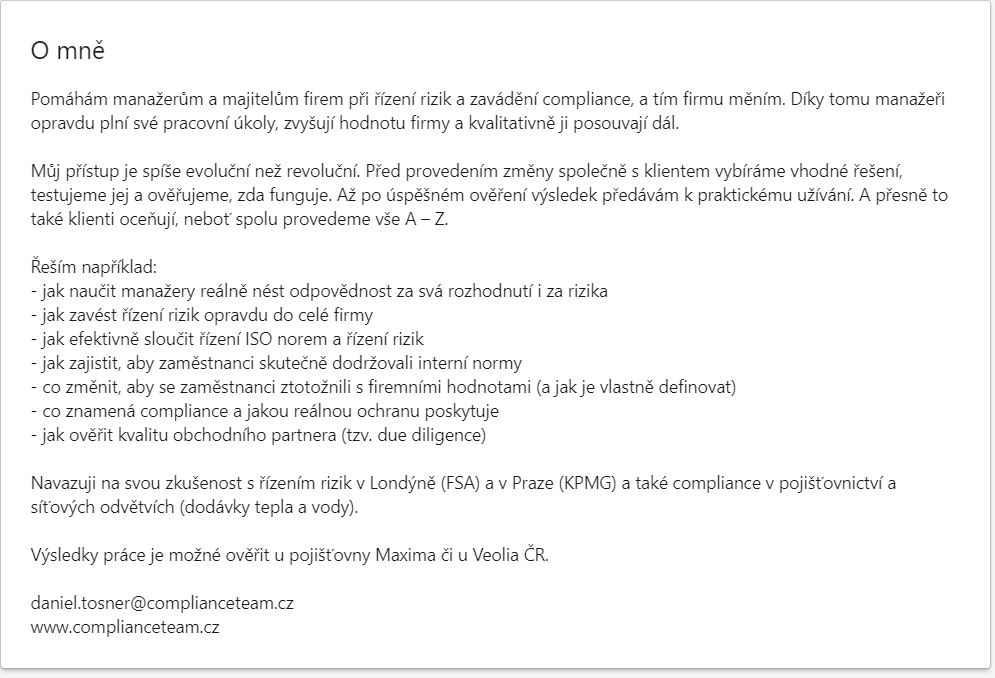 O mně
Pomáhám manažerům a majitelům firem při řízení rizik a zavádění compliance, a tím firmu měním. Díky tomu manažeři
opravdu plní své pracovní úkoly, zvyšují hodnotu firmy a kvalitativně ji posouvají dál.
Můj přístup je spíše evoluční než revoluční. Před provedením změny společně s klientem vybíráme vhodné řešení,
testujeme jej a ověřujeme, zda funguje. Až po úspěšném ověření výsledek předávám k praktickému užívání. A přesně to
také klienti oceňují, neboť spolu provedeme vše A – Z.
Řeším například:
- jak naučit manažery reálně nést odpovědnost za svá rozhodnutí i za rizika
- jak zavést řízení rizik opravdu do celé firmy
- jak efektivně sloučit řízení ISO norem a řízení rizik
- jak zajistit, aby zaměstnanci skutečně dodržovali interní normy
- co změnit, aby se zaměstnanci ztotožnili s firemními hodnotami (a jak je vlastně definovat)
- co znamená compliance a jakou reálnou ochranu poskytuje
- jak ověřit kvalitu obchodního partnera (tzv. due diligence)
Navazuji na svou zkušenost s řízením rizik v Londýně (FSA) a v Praze (KPMG) a také compliance v pojišťovnictví a
síťových odvětvích (dodávky tepla a vody).
Výsledky práce je možné ověřit u pojišťovny Maxima či u Veolia ČR.
daniel.tosner@complianceteam.cz
www.complianceteam.cz